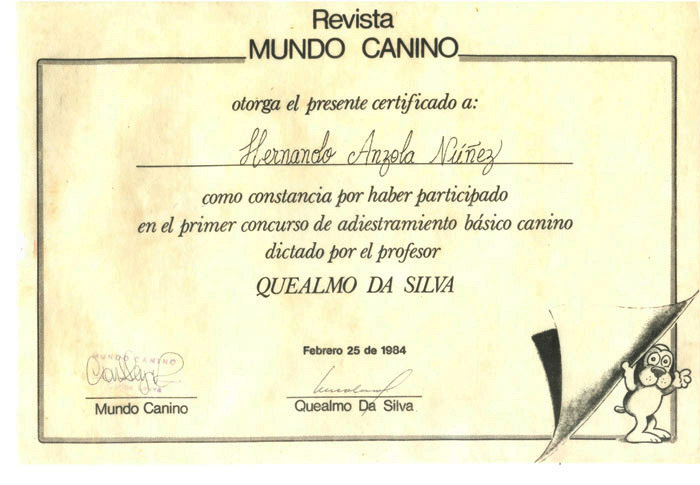 Revista
MUNDO CANINO
otorga el presente certificado a:
Hernando Anzola Núñez
como constancia por haber participado
en el primer concurso de adiestramiento básico canino
dictado por el profesor
QUEALMO DA SILVA
Febrero 25 de 1984
MUNDO CANINO
Mundo Canino
Quealmo Da Silva